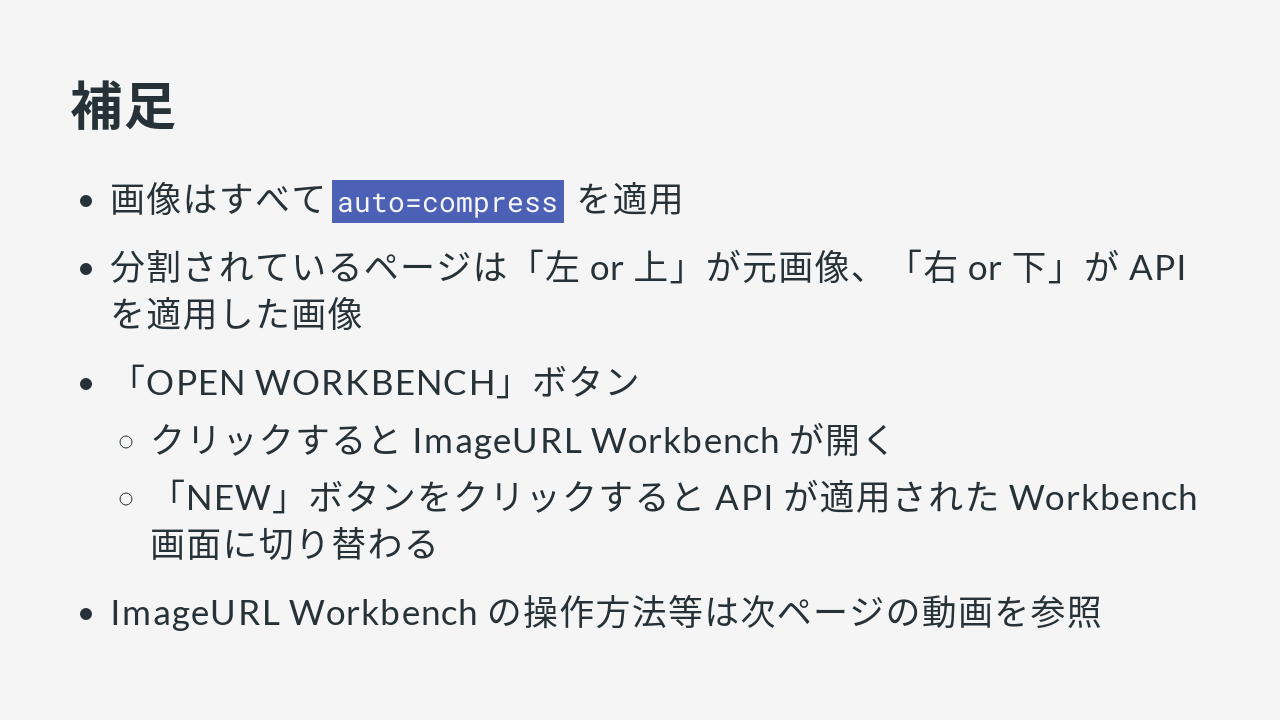 補足
画像はすべて auto=compress を適用
分割されているページは「左 or 上」が元画像、「右 or 下」が API
を適用した画像
「OPEN WORKBENCH」ボタン
クリックすると ImageURL Workbench が開く
「NEW」ボタンをクリックすると API が適用された Workbench
画面に切り替わる
ImageURL Workbench の操作方法等は次ページの動画を参照